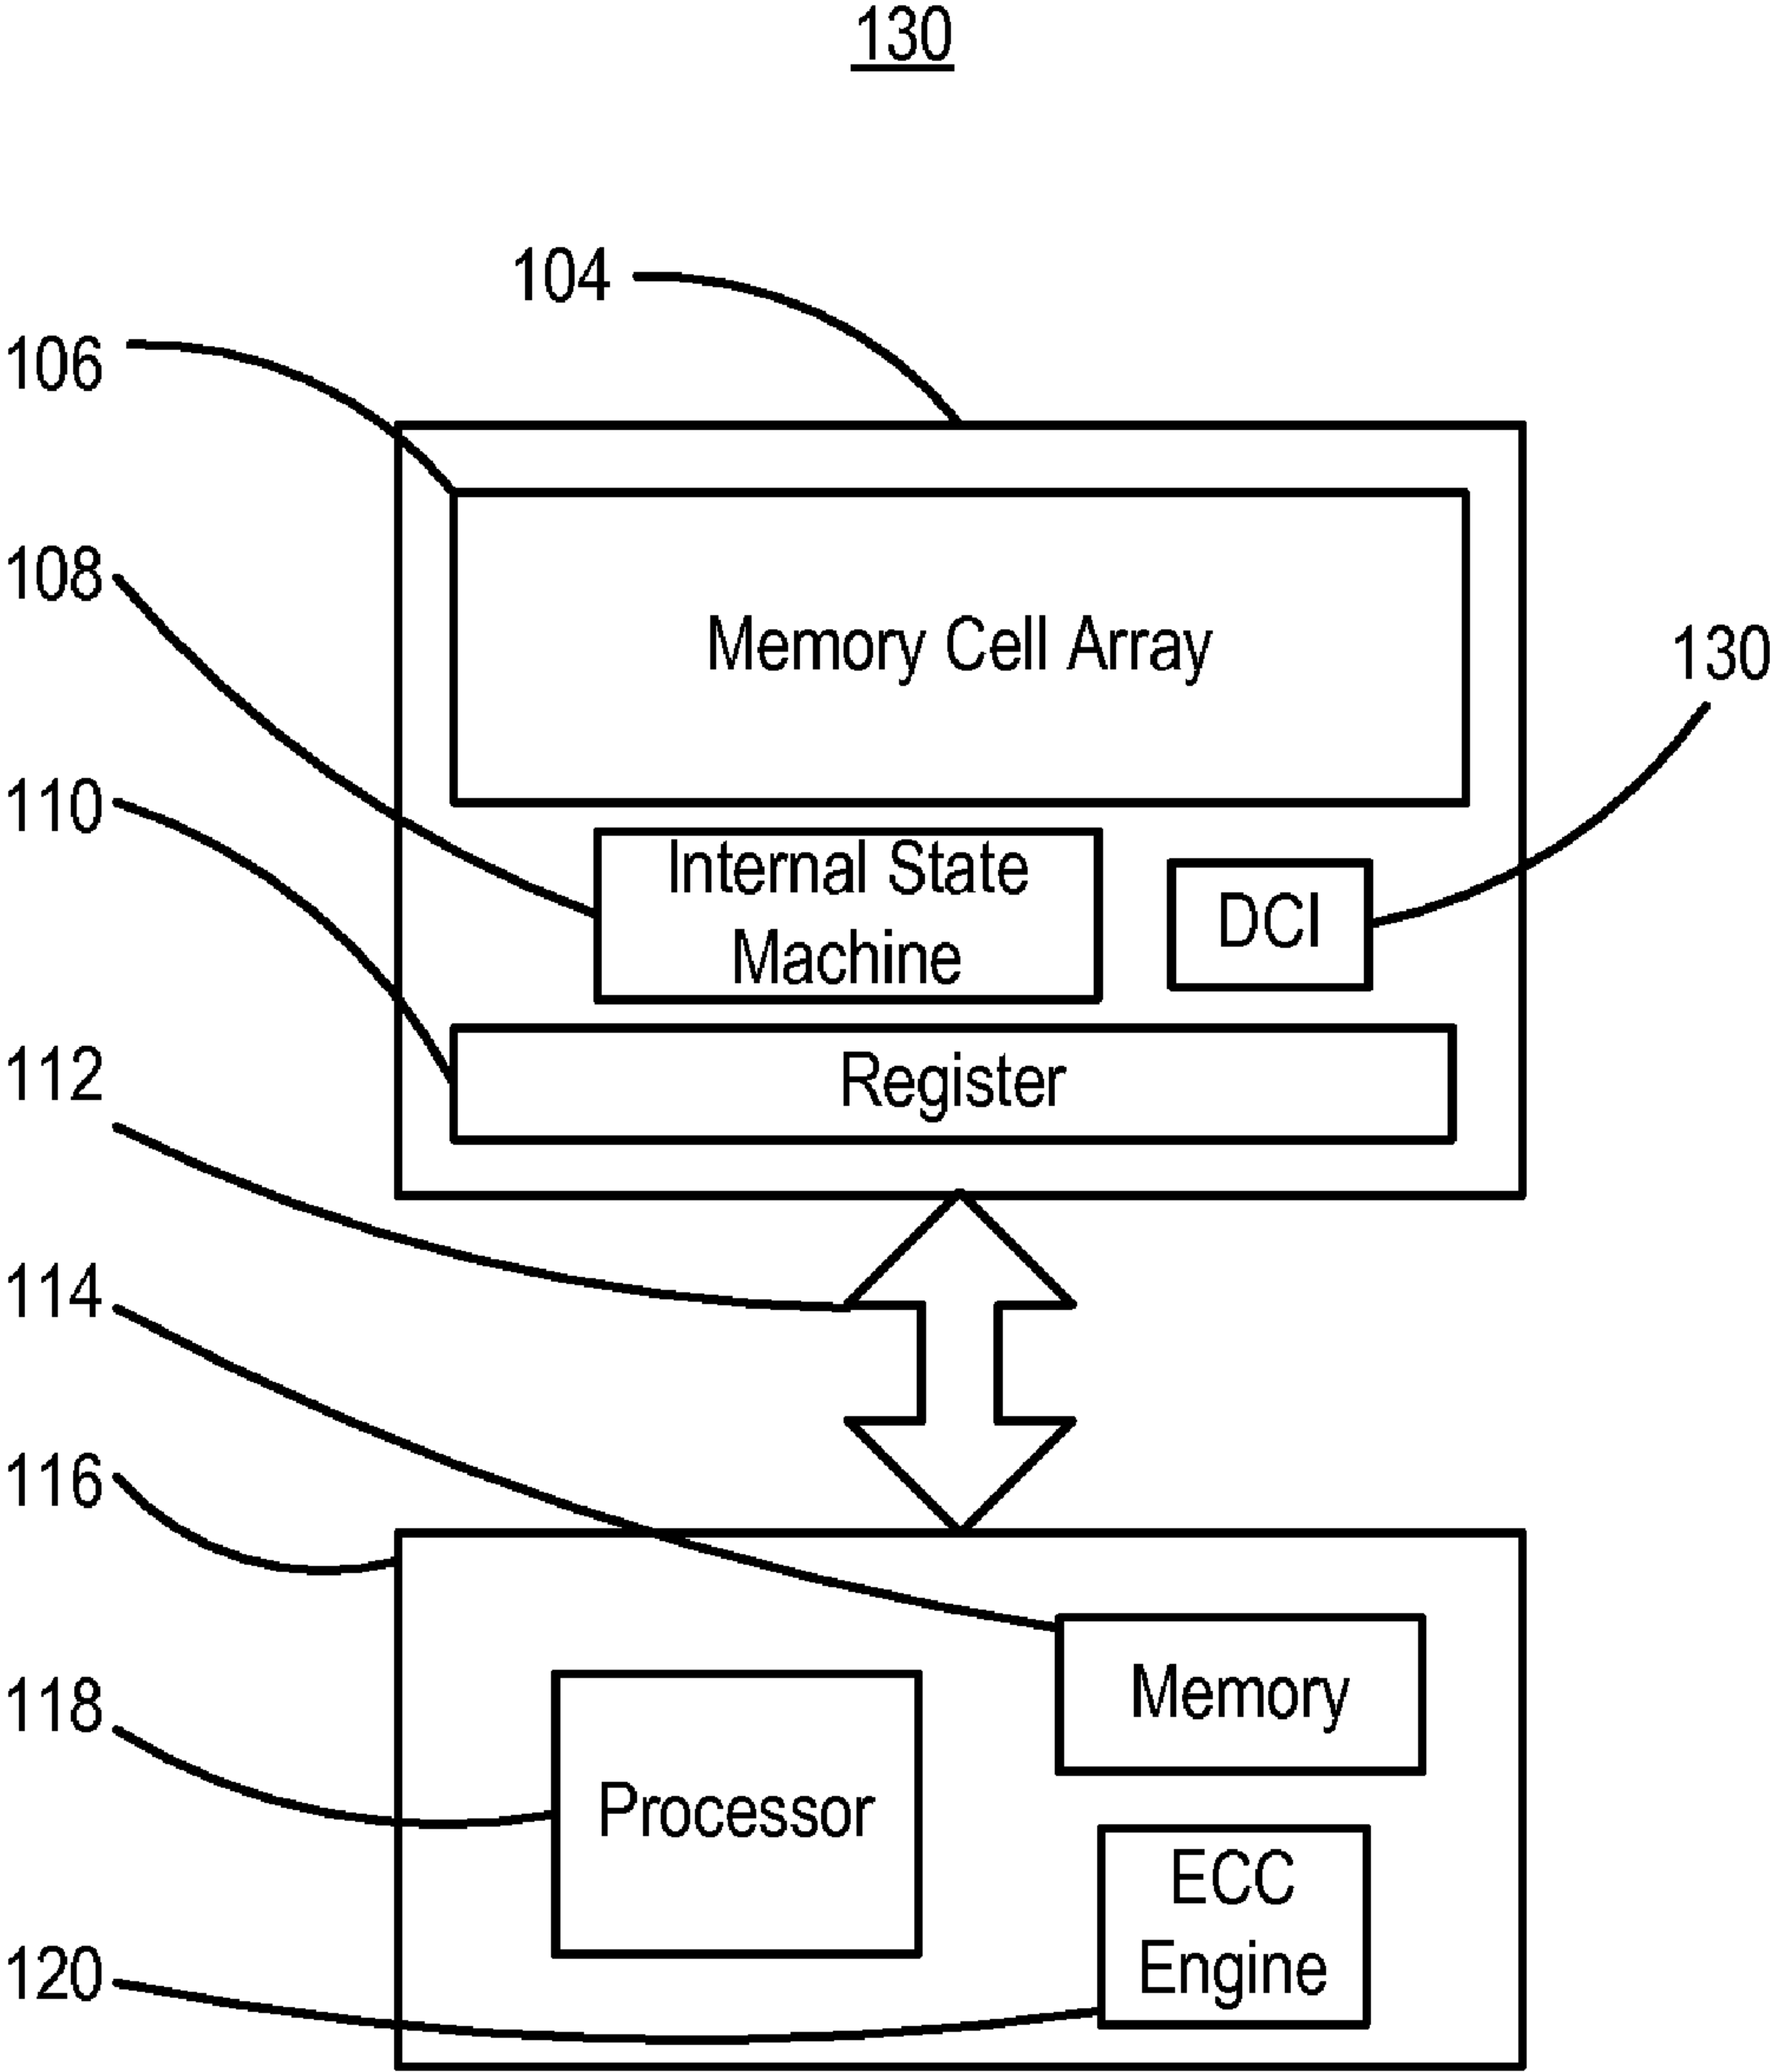 130
104
106
Memory Cell Array
108
130
Internal State
Machine
DCI
110
Register
112
114
116
Memory
118
Processor
ECC
Engine
120